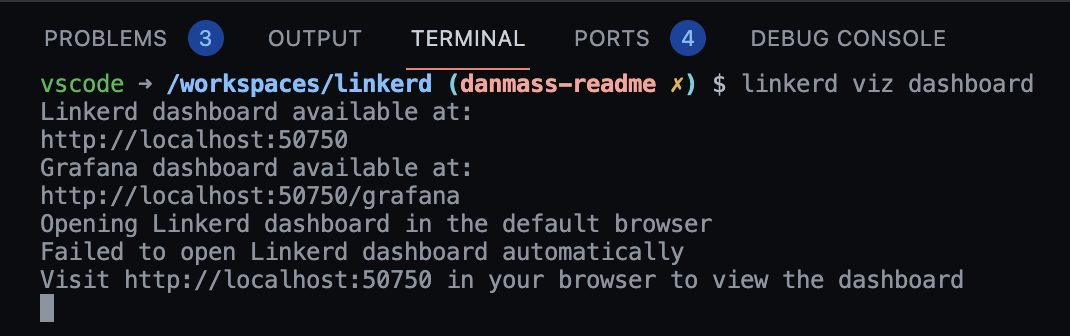 PROBLEMS 3 OUTPUT TERMINAL PORTS 4 DEBUG CONSOLE
vscode → /workspaces/linkerd (danmass-readme ✗) $ linkerd viz dashboard
Linkerd dashboard available at:
http://localhost:50750
Grafana dashboard available at:
http://localhost:50750/grafana
Opening Linkerd dashboard in the default browser
Failed to open Linkerd dashboard automatically
Visit http://localhost:50750 in your browser to view the dashboard